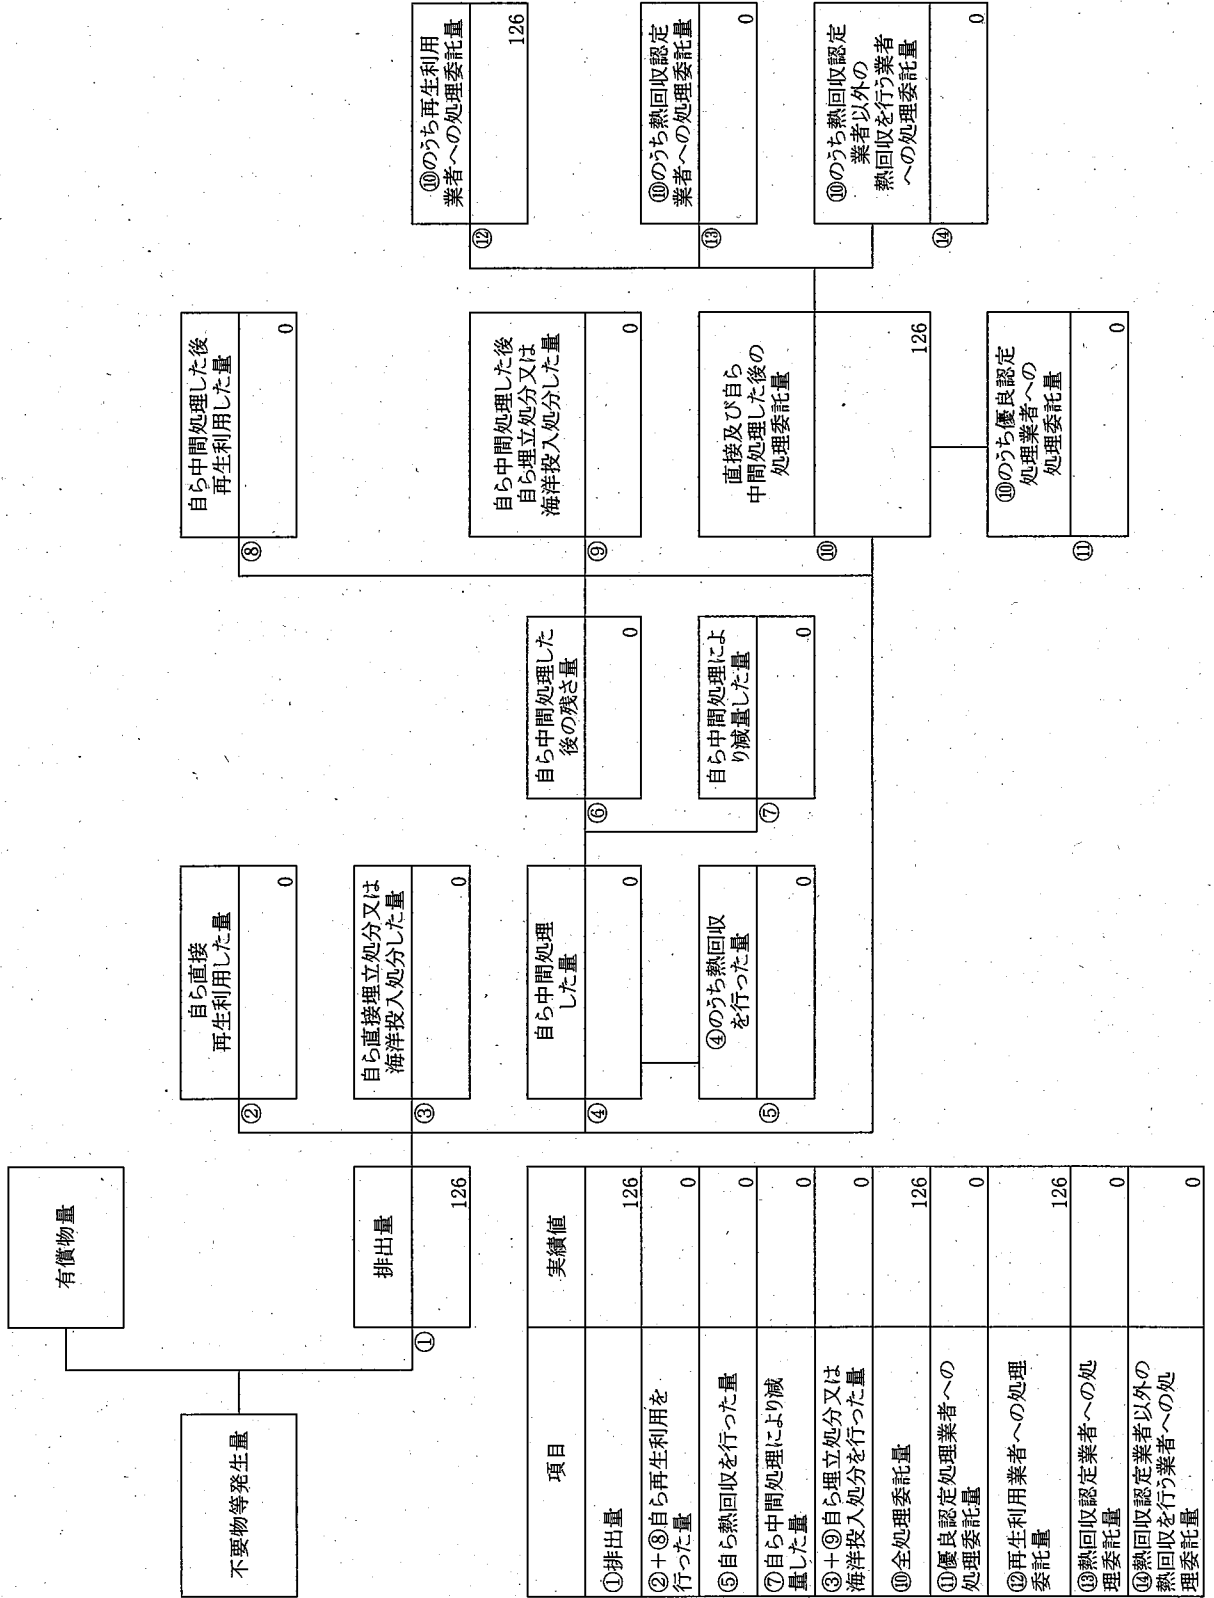 有償物量
不要物等発生量
排出量
①
126
自ら直接
再生利用した量
②
0
自ら直接埋立処分又は
海洋投入処分した量
③
0
自ら中間処理
した量
④
0
④のうち熱回収
を行った量
⑤
0
自ら中間処理した
後の残さ量
⑥
0
自ら中間処理によ
り減量した量
⑦
0
自ら中間処理した後
再生利用した量
⑧
0
自ら中間処理した後
自ら埋立処分又は
海洋投入処分した量
⑨
0
直接及び自ら
中間処理した後の
処理委託量
⑩
126
⑩のうち優良認定
処理業者への
処理委託量
⑪
0
⑩のうち再生利用
業者への処理委託量
⑫
126
⑩のうち熱回収認定
業者への処理委託量
⑬
0
⑩のうち熱回収認定
業者以外の
熱回収を行う業者
への処理委託量
⑭
0
項目 実績値
①排出量 126
②+⑧自ら再生利用を
行った量 0
⑤自ら熱回収を行った量 0
⑦自ら中間処理により減
量した量 0
③+⑨自ら埋立処分又は
海洋投入処分を行った量 0
⑩全処理委託量 126
⑪優良認定処理業者への
処理委託量 0
⑫再生利用業者への処理
委託量 126
⑬熱回収認定業者への処
理委託量 0
⑭熱回収認定業者以外の
熱回収を行う業者への処
理委託量 0